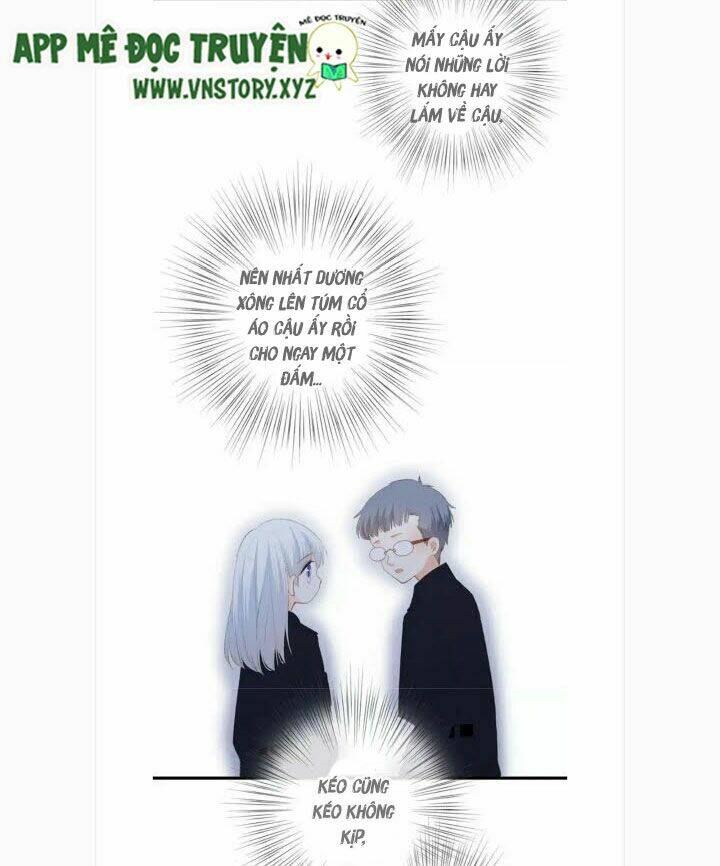 MÊ ĐỌC TRUYỆN
APP MÊ ĐỌC TRUYỆN
WWW.VNSTORY.XYZ
MẤY CẬU ẤY
NÓI NHỮNG LỜI
KHÔNG HAY
LẮM VỀ CẬU,
NÊN NHẤT DƯƠNG
XÔNG LÊN TÚM CỔ
ÁO CẬU ẤY RỒI
CHO NGAY MỘT
ĐẤM...
KÉO CŨNG
KÉO KHÔNG
KỊP,